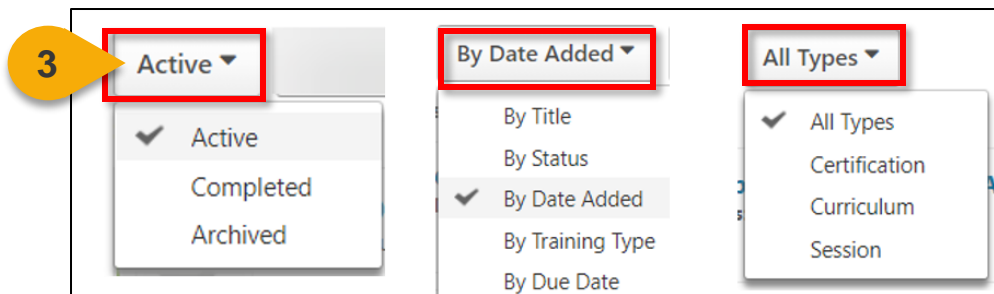 3
Active
Active
Completed
Archived
By Date Added
By Title
By Status
By Date Added
By Training Type
By Due Date
All Types
All Types
Certification
Curriculum
Session